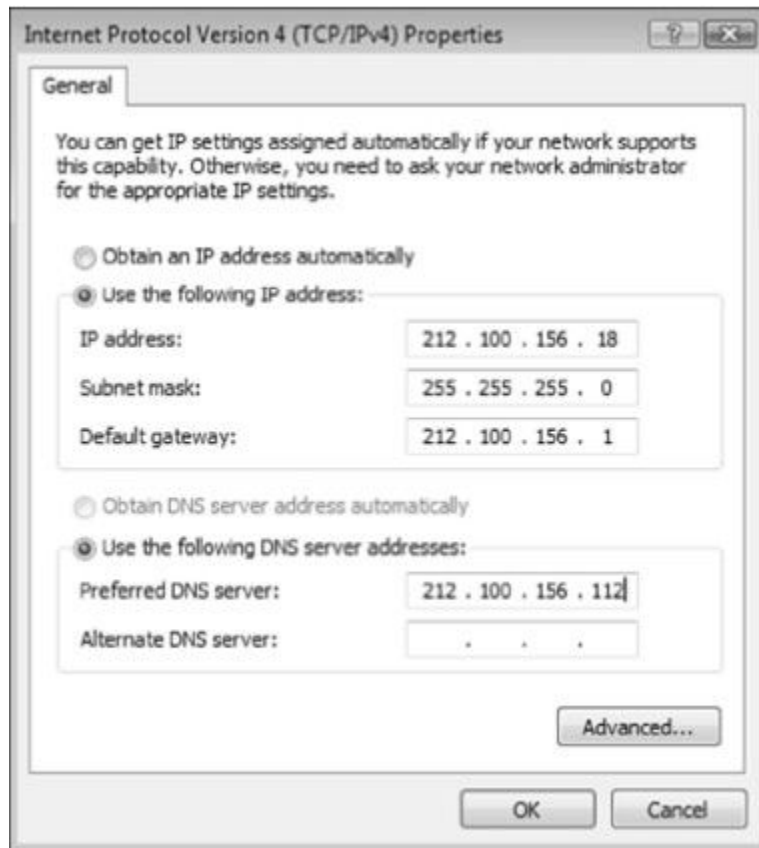 Internet Protocol Version 4 (TCP/IPv4) Properties
General
You can get IP settings assigned automatically if your network supports
this capability. Otherwise, you need to ask your network administrator
for the appropriate IP settings.
Obtain an IP address automatically
Use the following IP address:
IP address: 212 . 100 . 156 . 18
Subnet mask: 255 . 255 . 255 . 0
Default gateway: 212 . 100 . 156 . 1
Obtain DNS server address automatically
Use the following DNS server addresses:
Preferred DNS server: 212 . 100 . 156 . 112
Alternate DNS server: . . .
Advanced...
OK Cancel